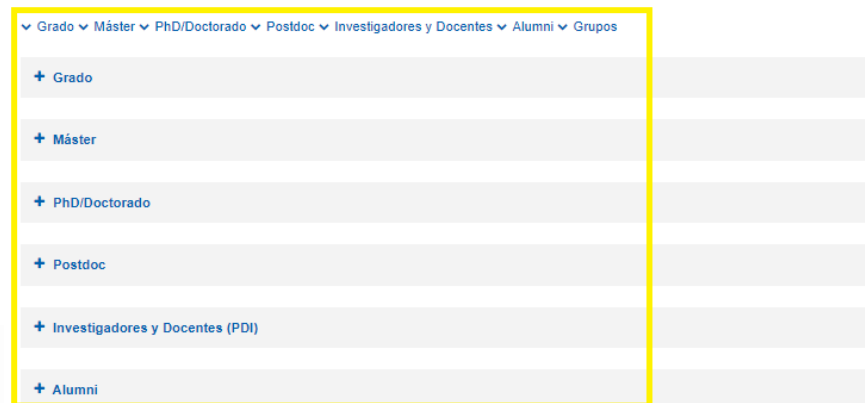 Grado Máster PhD/Doctorado Postdoc Investigadores y Docentes Alumni Grupos
+ Grado
+ Máster
+ PhD/Doctorado
+ Postdoc
+ Investigadores y Docentes (PDI)
+ Alumni